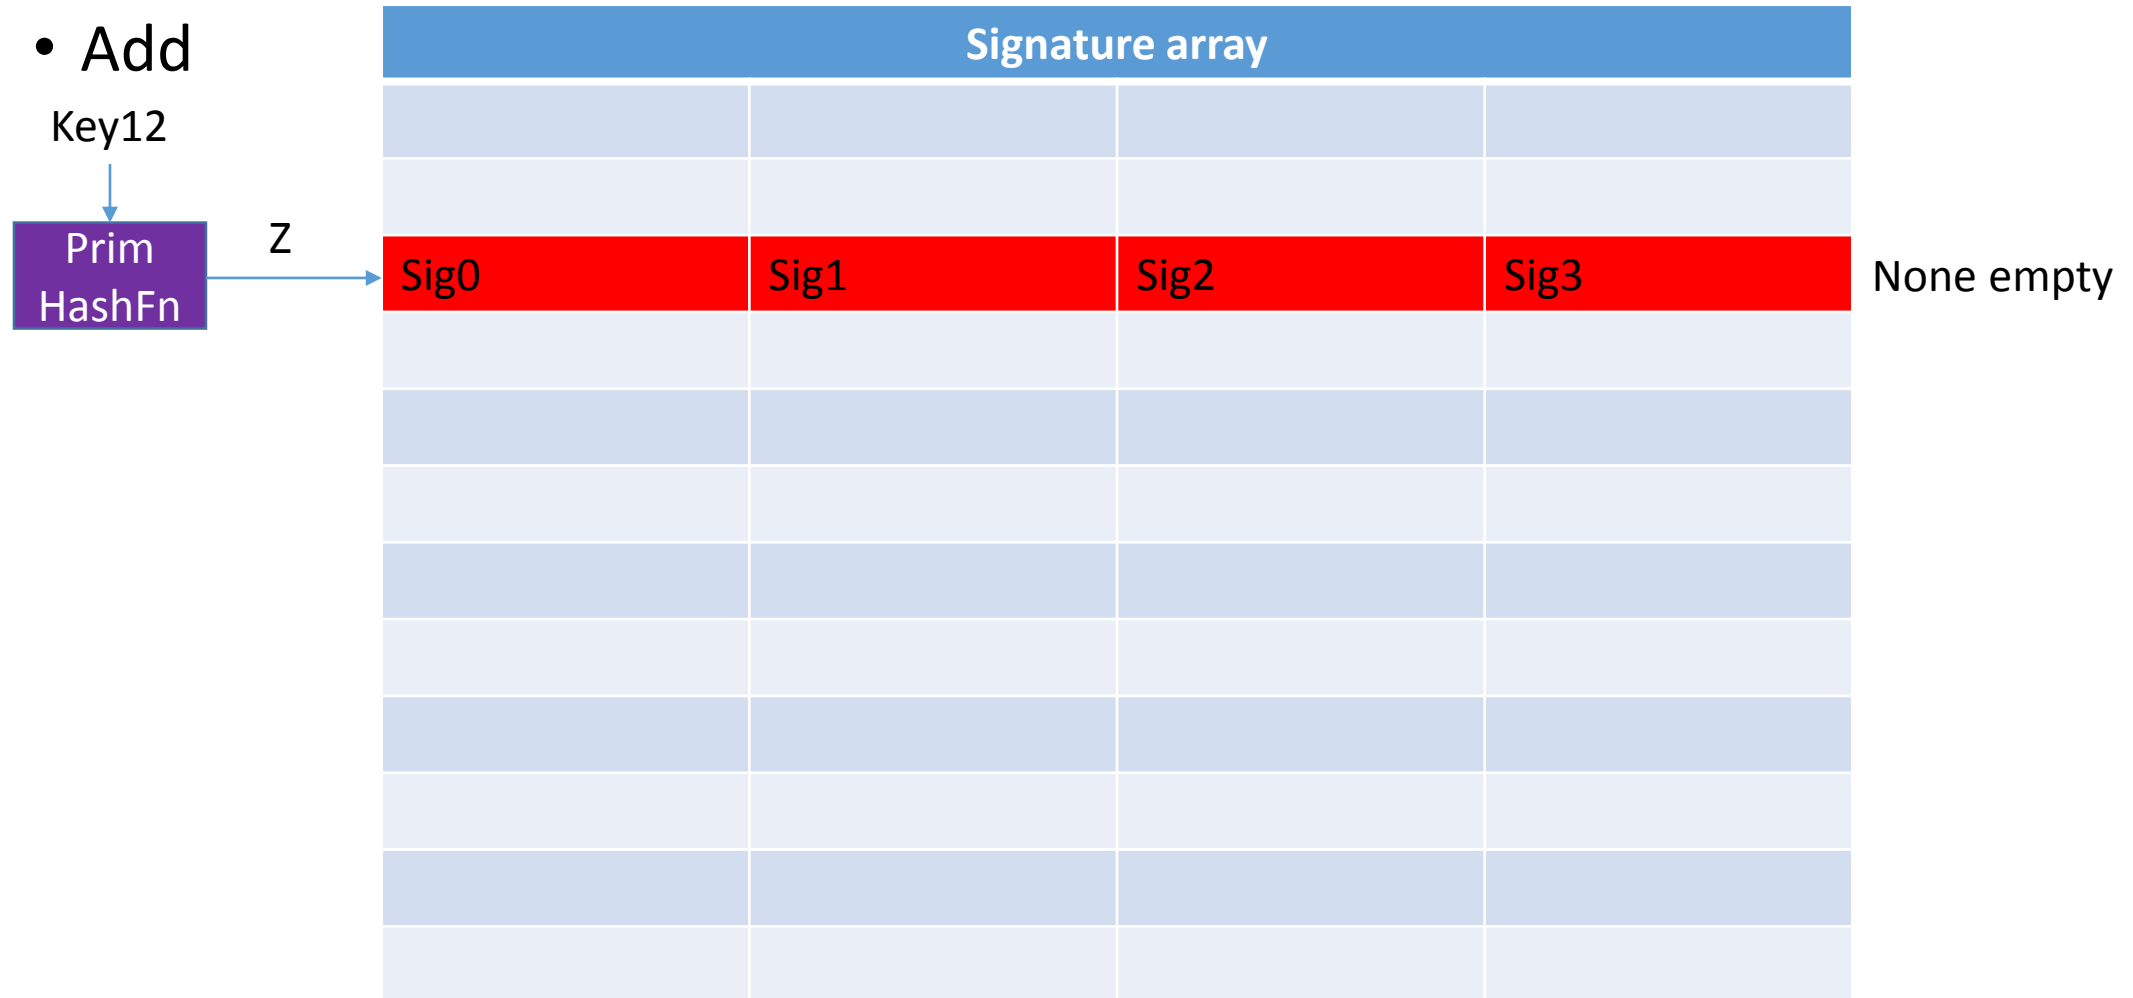 • Add
Signature array
Key12
Prim
HashFn
Z
Sig0 Sig1 Sig2 Sig3
None empty